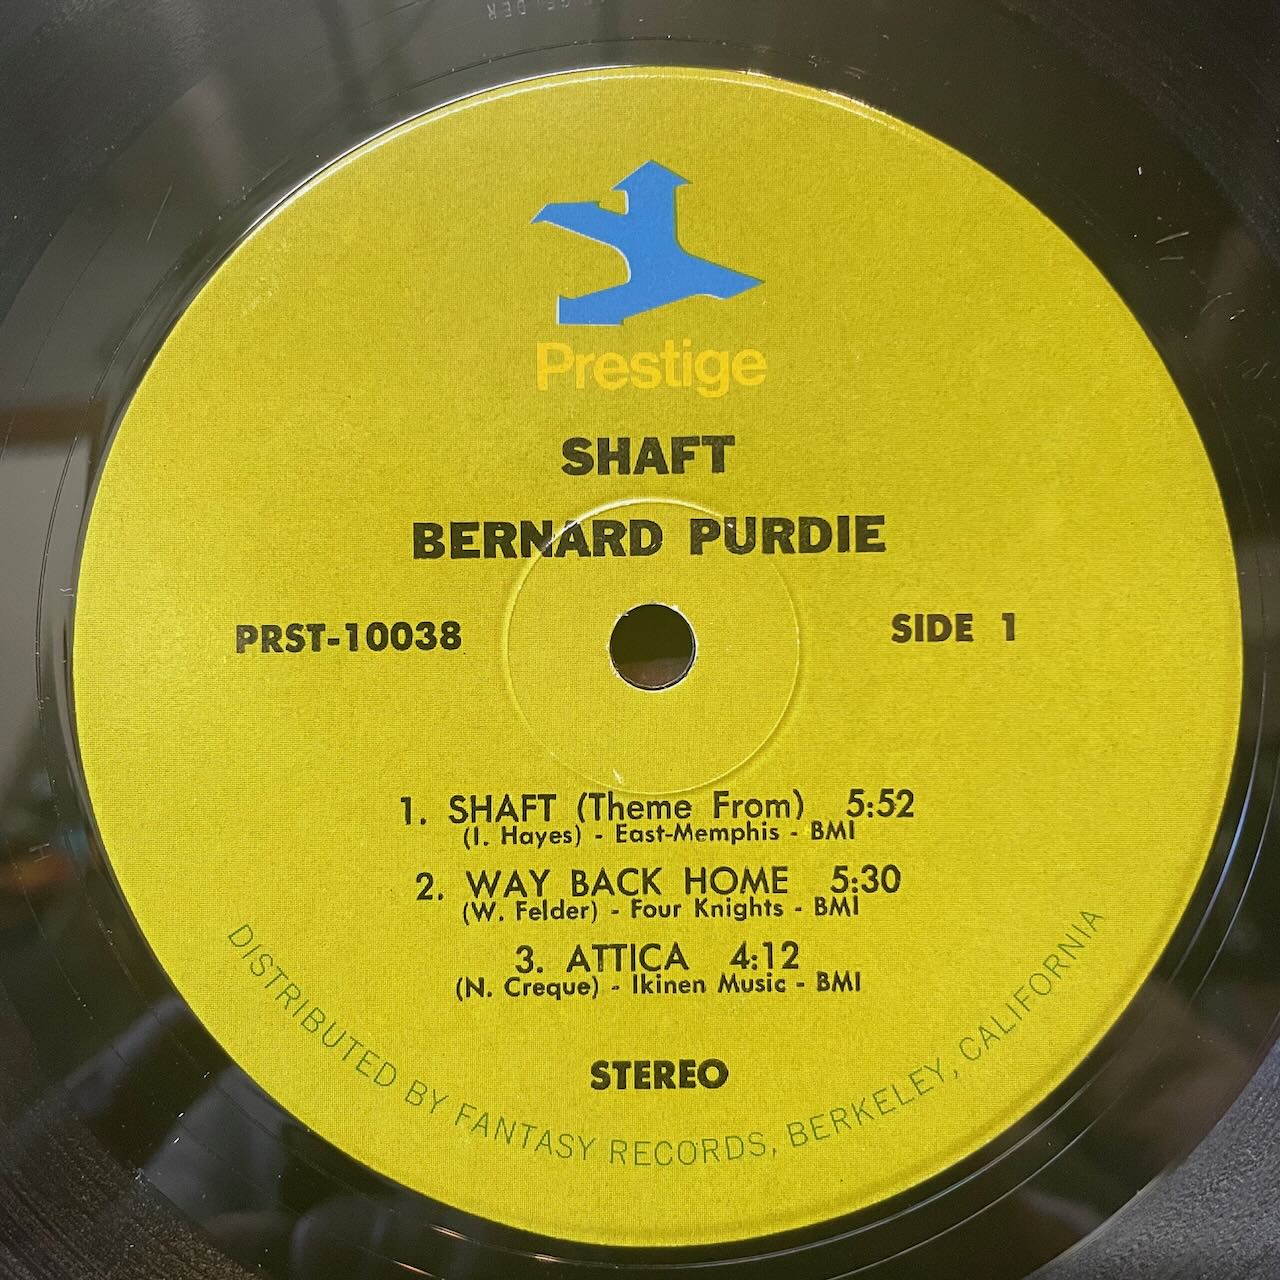 Prestige
SHAFT
BERNARD PURDIE
PRST-10038
SIDE 1
1. SHAFT (Theme From) 5:52
(I. Hayes) - East-Memphis - BMI
2. WAY BACK HOME 5:30
(W. Felder) - Four Knights - BMI
3. ATTICA 4:12
(N. Creque) - Ikinen Music - BMI
STEREO
DISTRIBUTED BY FANTASY RECORDS, BERKELEY, CALIFORNIA